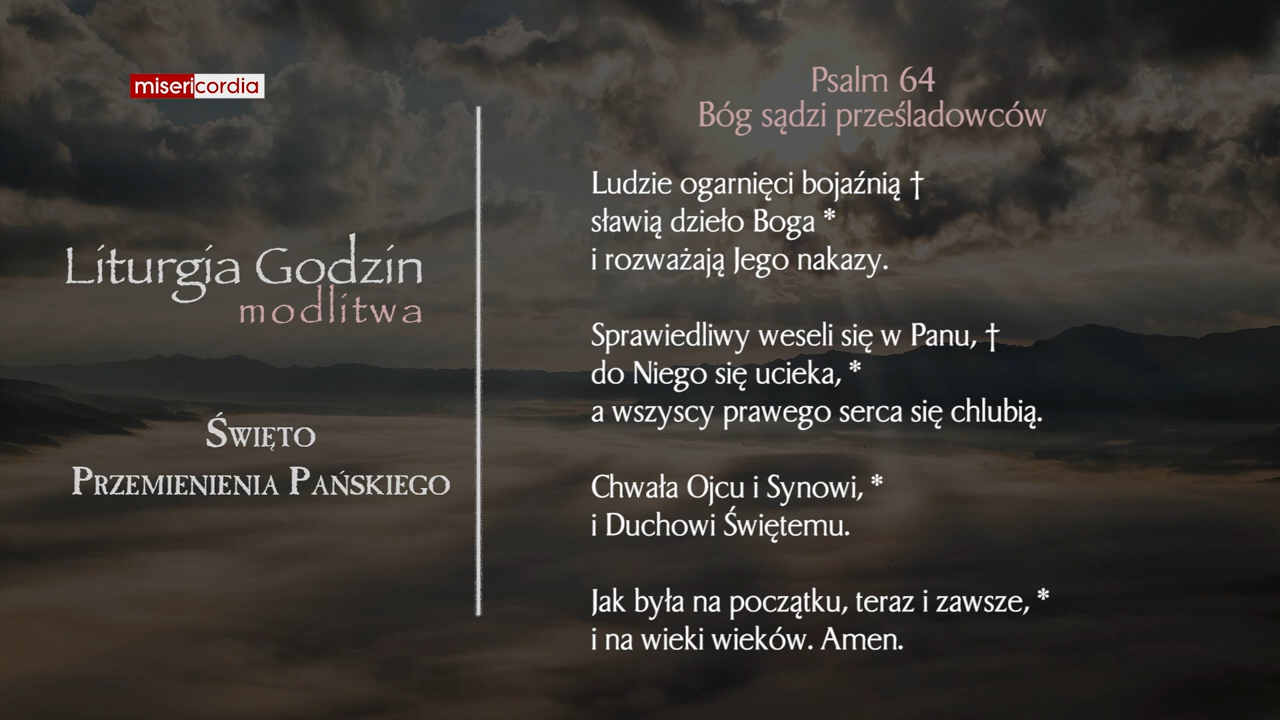 misericordia
Liturgia Godzin
modlitwa
Święto
Przemienienia Pańskiego
Psalm 64
Bóg sądzi prześladowców
Ludzie ogarnięci bojaźnią †
sławią dzieło Boga *
i rozważają Jego nakazy.
Sprawiedliwy weseli się w Panu, †
do Niego się ucieka, *
a wszyscy prawego serca się chlubią.
Chwała Ojcu i Synowi, *
i Duchowi Świętemu.
Jak była na początku, teraz i zawsze, *
i na wieki wieków. Amen.